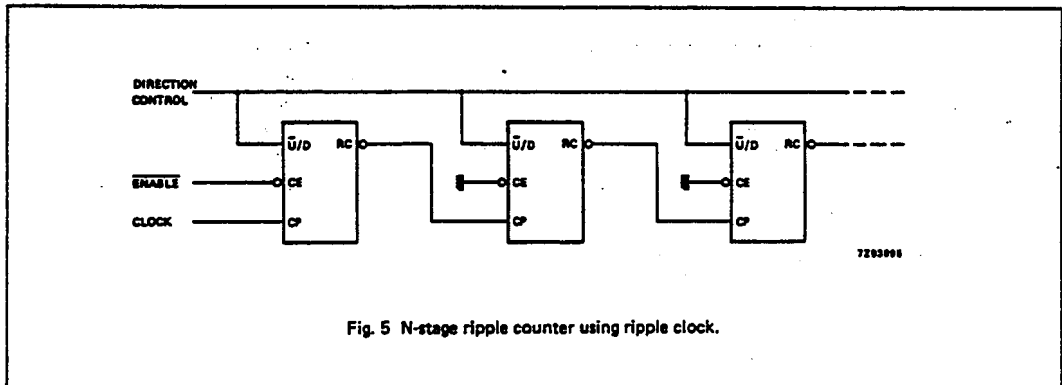 DIRECTION
CONTROL
U̅/D RC
U̅/D RC
U̅/D RC
E̅N̅A̅B̅L̅E̅ CE
CE
CE
CLOCK CP
CP
CP
7Z93995
Fig. 5 N-stage ripple counter using ripple clock.